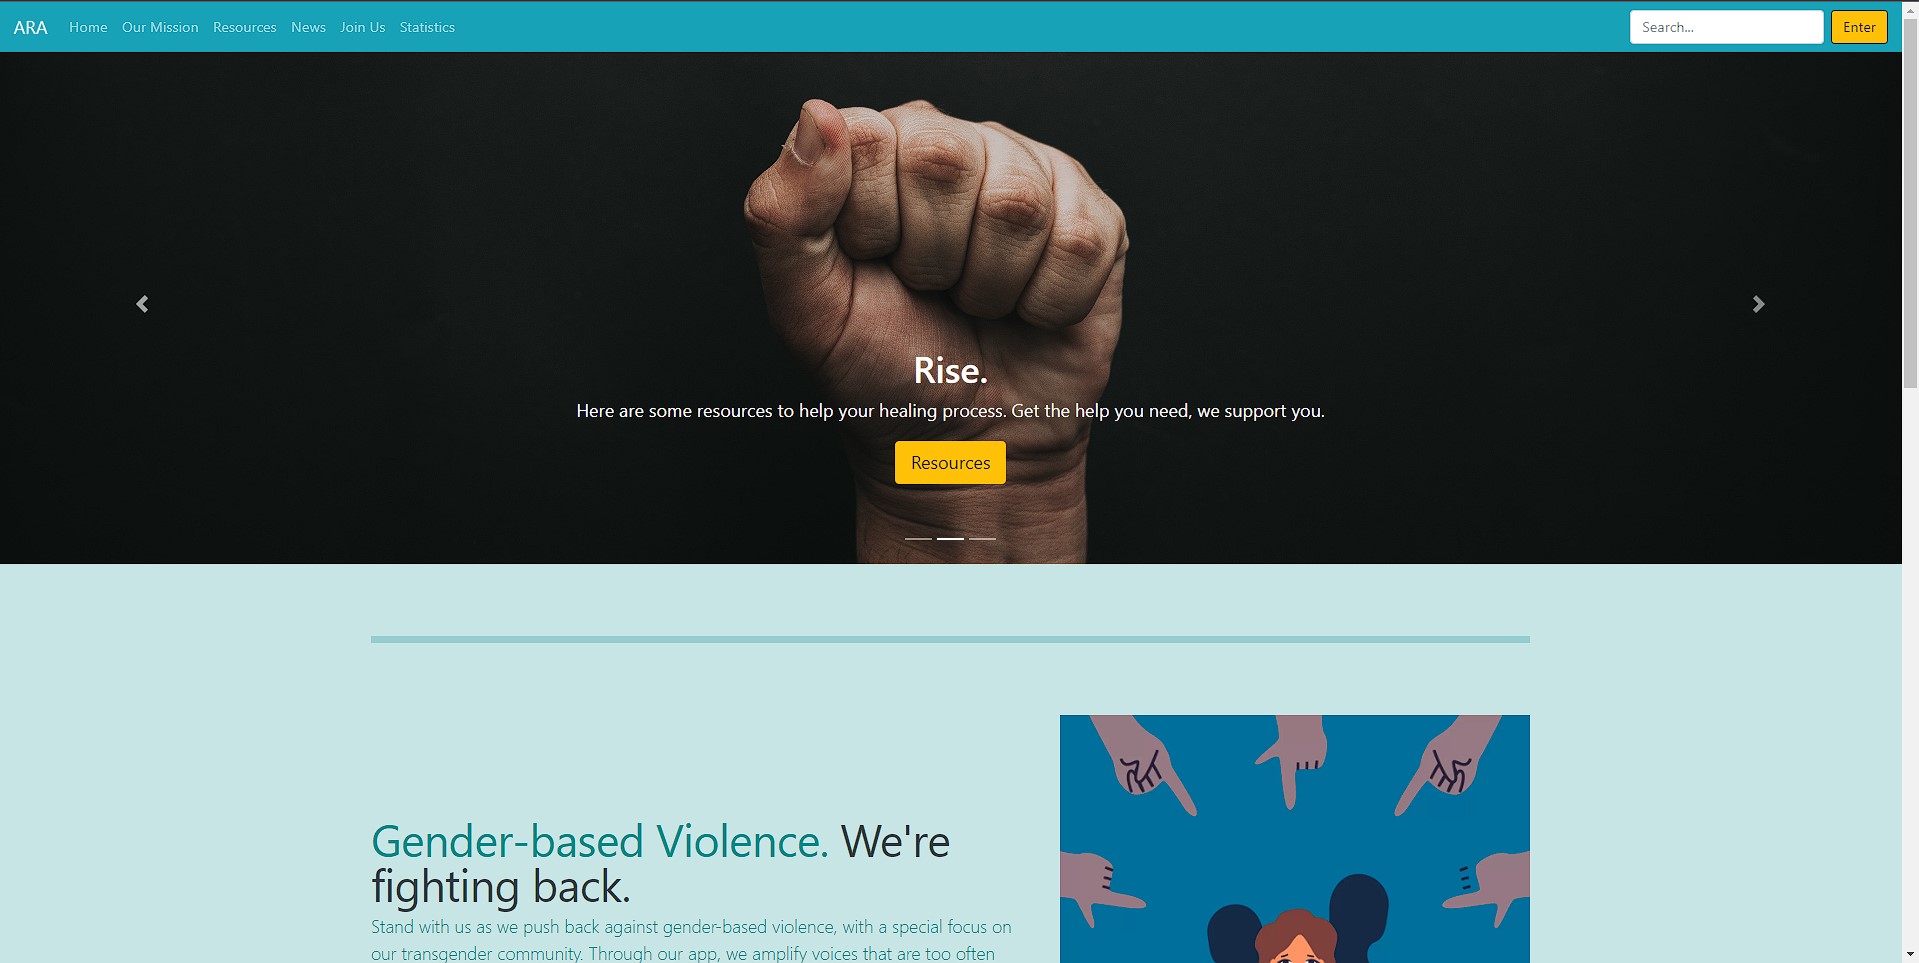 ARA Home Our Mission Resources News Join Us Statistics Search... Enter
Rise.
Here are some resources to help your healing process. Get the help you need, we support you.
Resources
Gender-based Violence. We're
fighting back.
Stand with us as we push back against gender-based violence, with a special focus on
our transgender community. Through our app, we amplify voices that are too often